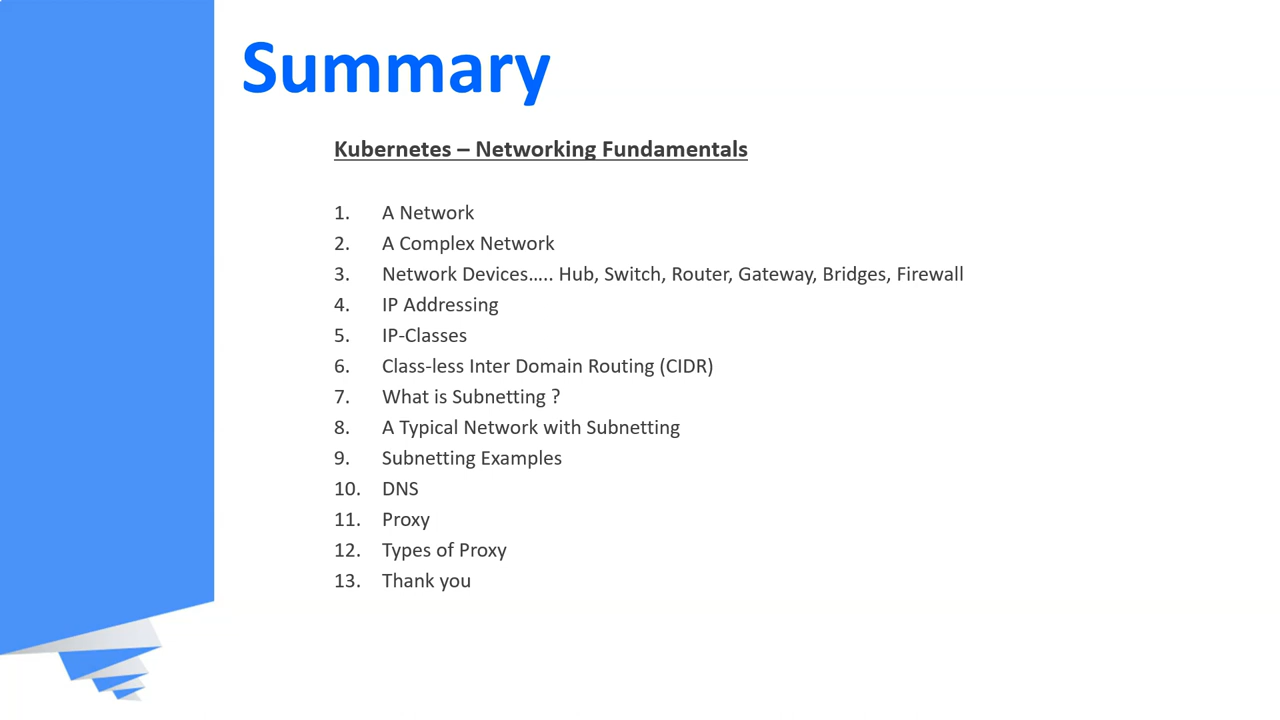 Summary
Kubernetes – Networking Fundamentals
1. A Network
2. A Complex Network
3. Network Devices..... Hub, Switch, Router, Gateway, Bridges, Firewall
4. IP Addressing
5. IP-Classes
6. Class-less Inter Domain Routing (CIDR)
7. What is Subnetting ?
8. A Typical Network with Subnetting
9. Subnetting Examples
10. DNS
11. Proxy
12. Types of Proxy
13. Thank you